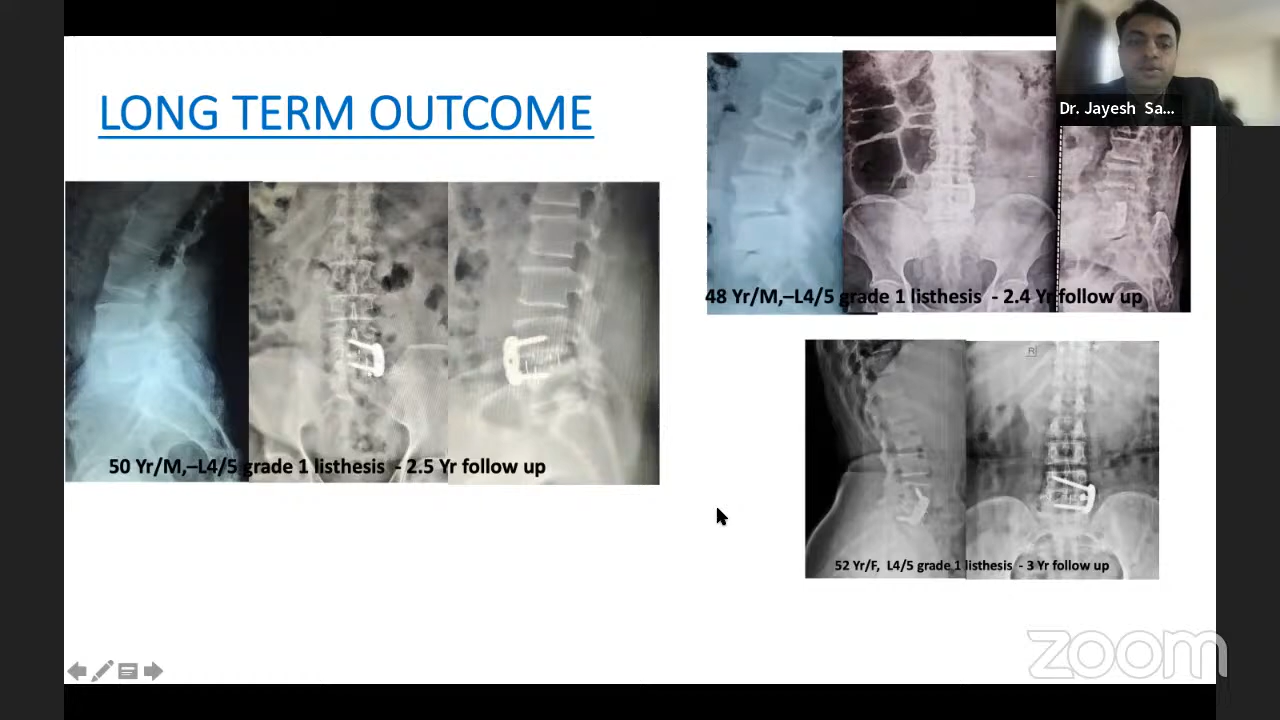 LONG TERM OUTCOME
Dr. Jayesh Sa...
48 Yr/M,–L4/5 grade 1 listhesis - 2.4 Yr follow up
50 Yr/M,–L4/5 grade 1 listhesis - 2.5 Yr follow up
R
52 Yr/F, L4/5 grade 1 listhesis - 3 Yr follow up
zoom